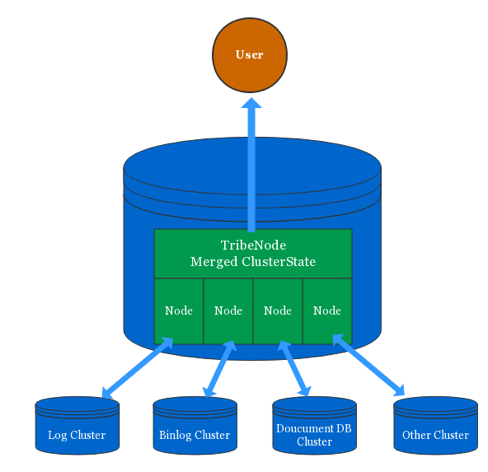 User
TribeNode
Merged ClusterState
Node
Node
Node
Node
Log Cluster
Binlog Cluster
Doucument DB
Cluster
Other Cluster